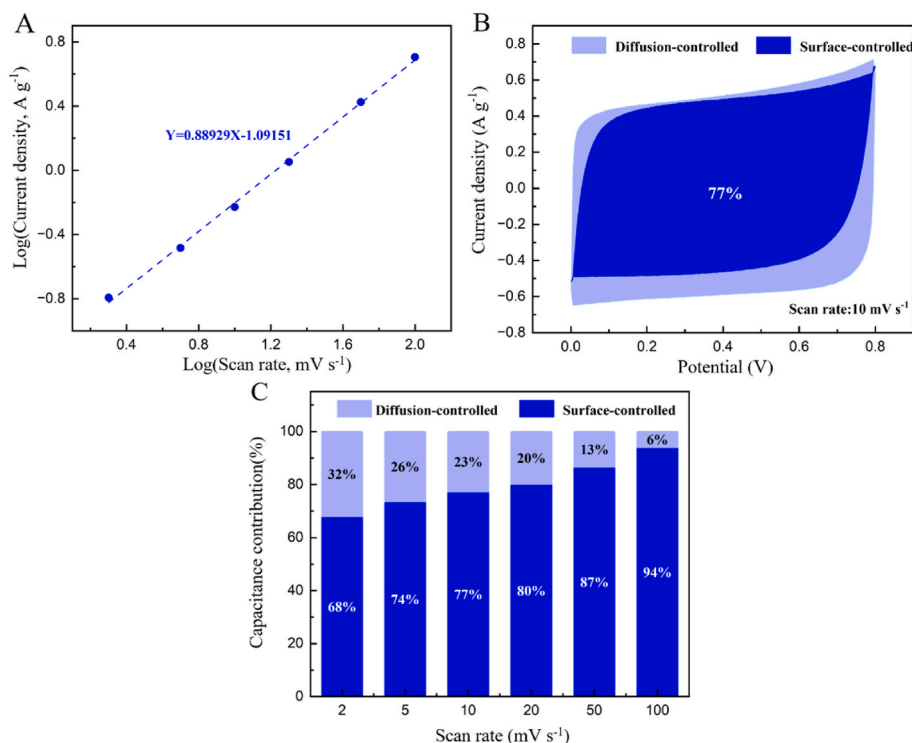 A
Log(Current density, A g⁻¹)
0.8
0.4
0.0
−0.4
−0.8
Y=0.88929X-1.09151
0.4 0.8 1.2 1.6 2.0
Log(Scan rate, mV s⁻¹)
B
Current density (A g⁻¹)
0.8
0.6
0.4
0.2
0.0
−0.2
−0.4
−0.6
−0.8
Diffusion-controlled Surface-controlled
77%
Scan rate:10 mV s⁻¹
0.0 0.2 0.4 0.6 0.8
Potential (V)
C
Capacitance contribution(%)
Diffusion-controlled Surface-controlled
100
80
60
40
20
0
32% 26% 23% 20% 13% 6%
68% 74% 77% 80% 87% 94%
2 5 10 20 50 100
Scan rate (mV s⁻¹)